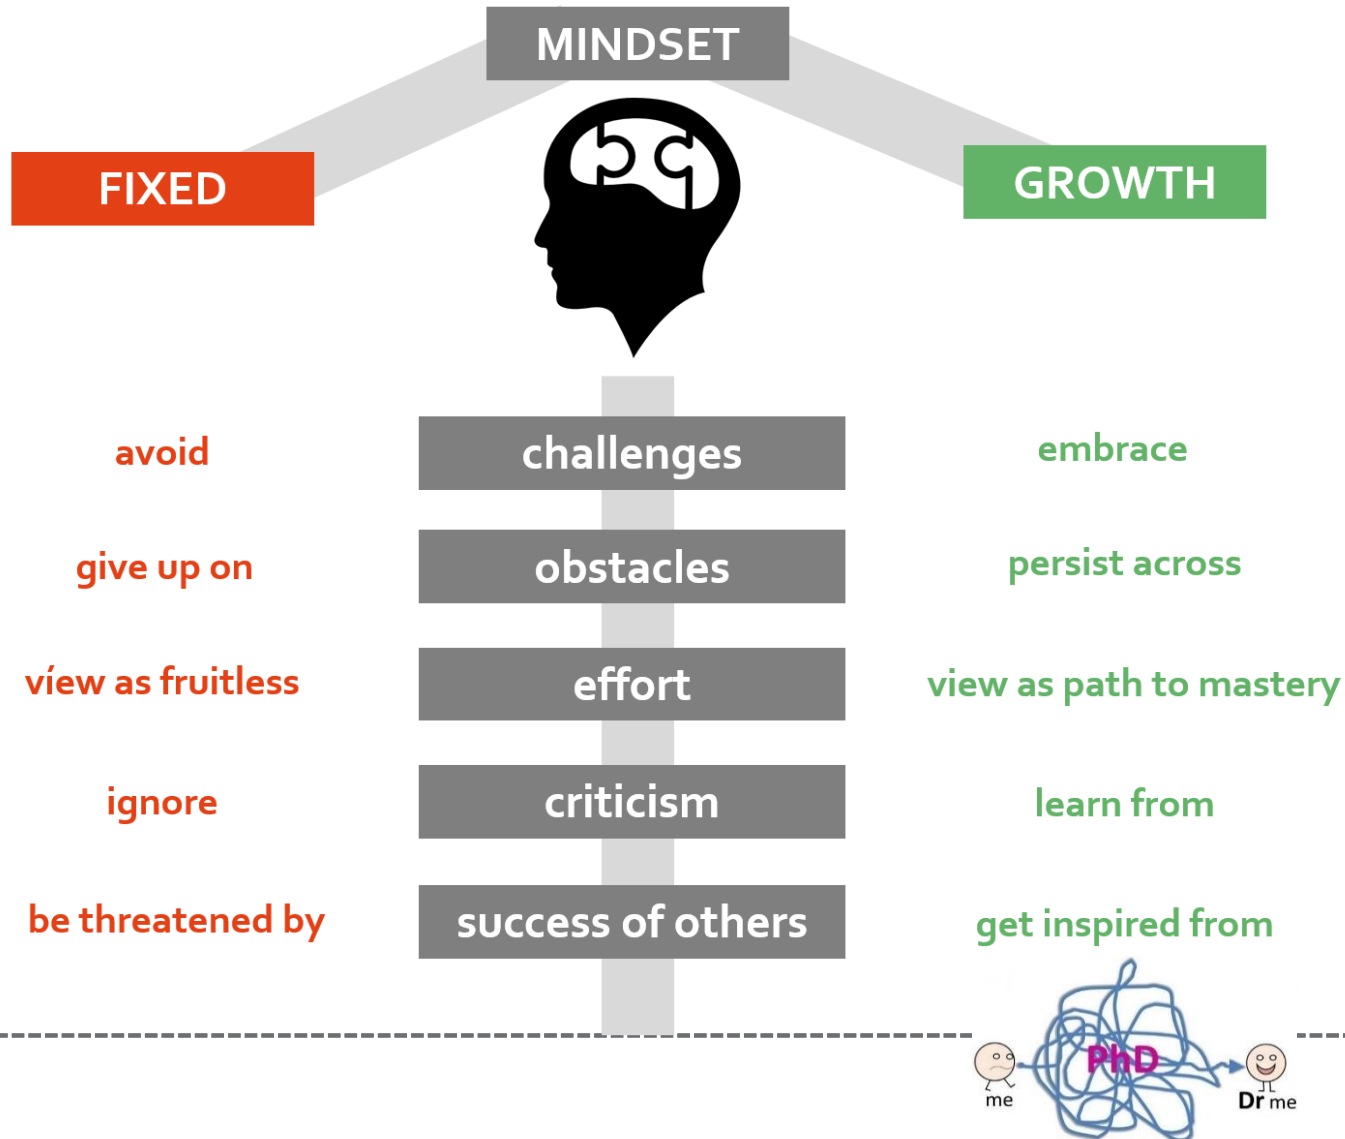 MINDSET
FIXED
GROWTH
avoid
challenges
embrace
give up on
obstacles
persist across
víew as fruitless
effort
view as path to mastery
ignore
criticism
learn from
be threatened by
success of others
get inspired from
PhD
me
Dr me